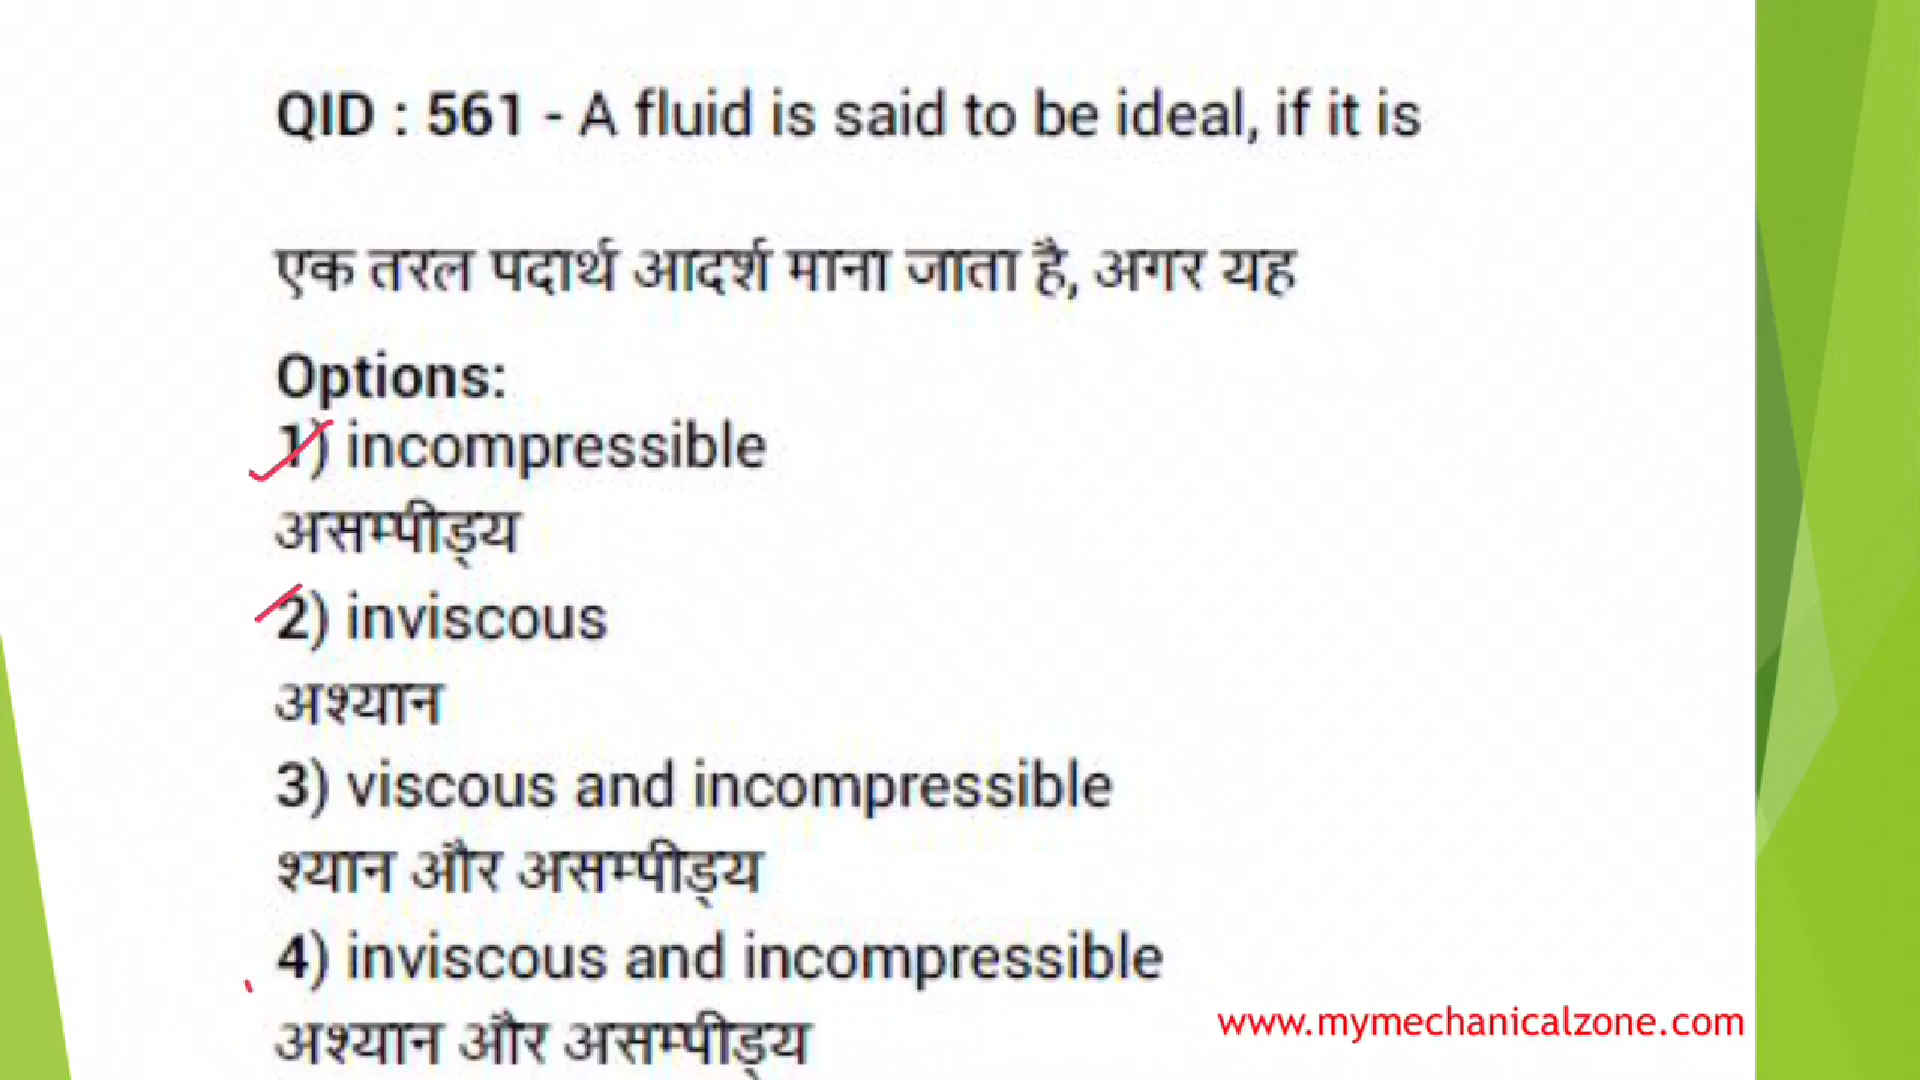 QID : 561 - A fluid is said to be ideal, if it is
एक तरल पदार्थ आदर्श माना जाता है, अगर यह
Options:
1) incompressible
असम्पीड्य
2) inviscous
अश्यान
3) viscous and incompressible
श्यान और असम्पीड्य
4) inviscous and incompressible
अश्यान और असम्पीड्य
www.mymechanicalzone.com